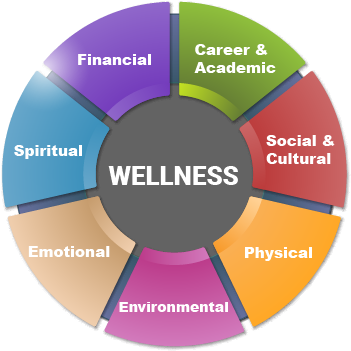 Financial
Career &
Academic
Social &
Cultural
Physical
Environmental
Emotional
Spiritual
WELLNESS